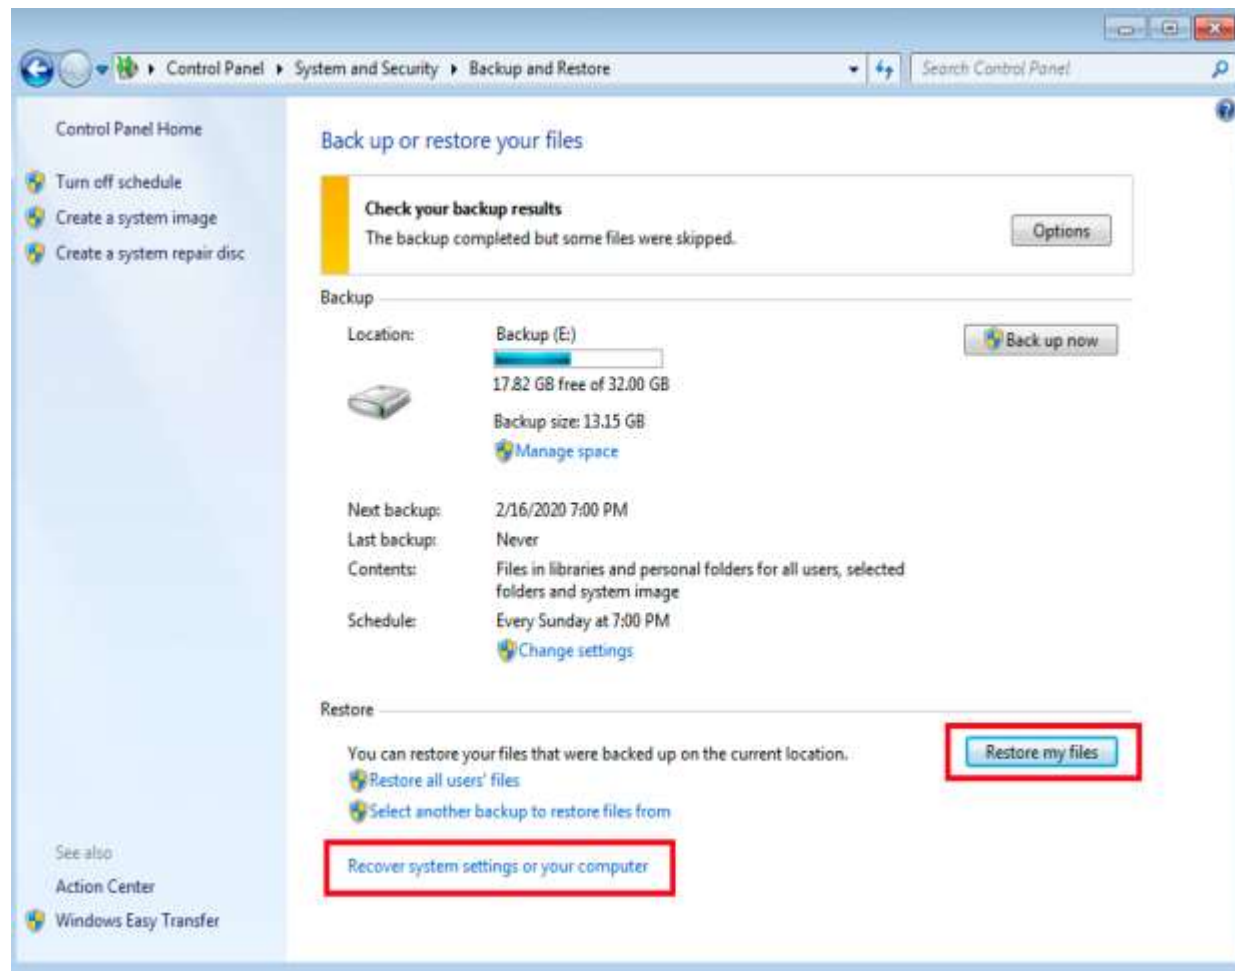 Control Panel ▸ System and Security ▸ Backup and Restore
Search Control Panel
Control Panel Home
Turn off schedule
Create a system image
Create a system repair disc
Back up or restore your files
Check your backup results
The backup completed but some files were skipped.
Options
Backup
Location:
Backup (E:)
17.82 GB free of 32.00 GB
Backup size: 13.15 GB
Manage space
Back up now
Next backup: 2/16/2020 7:00 PM
Last backup: Never
Contents: Files in libraries and personal folders for all users, selected
folders and system image
Schedule: Every Sunday at 7:00 PM
Change settings
Restore
You can restore your files that were backed up on the current location.
Restore my files
Restore all users' files
Select another backup to restore files from
Recover system settings or your computer
See also
Action Center
Windows Easy Transfer